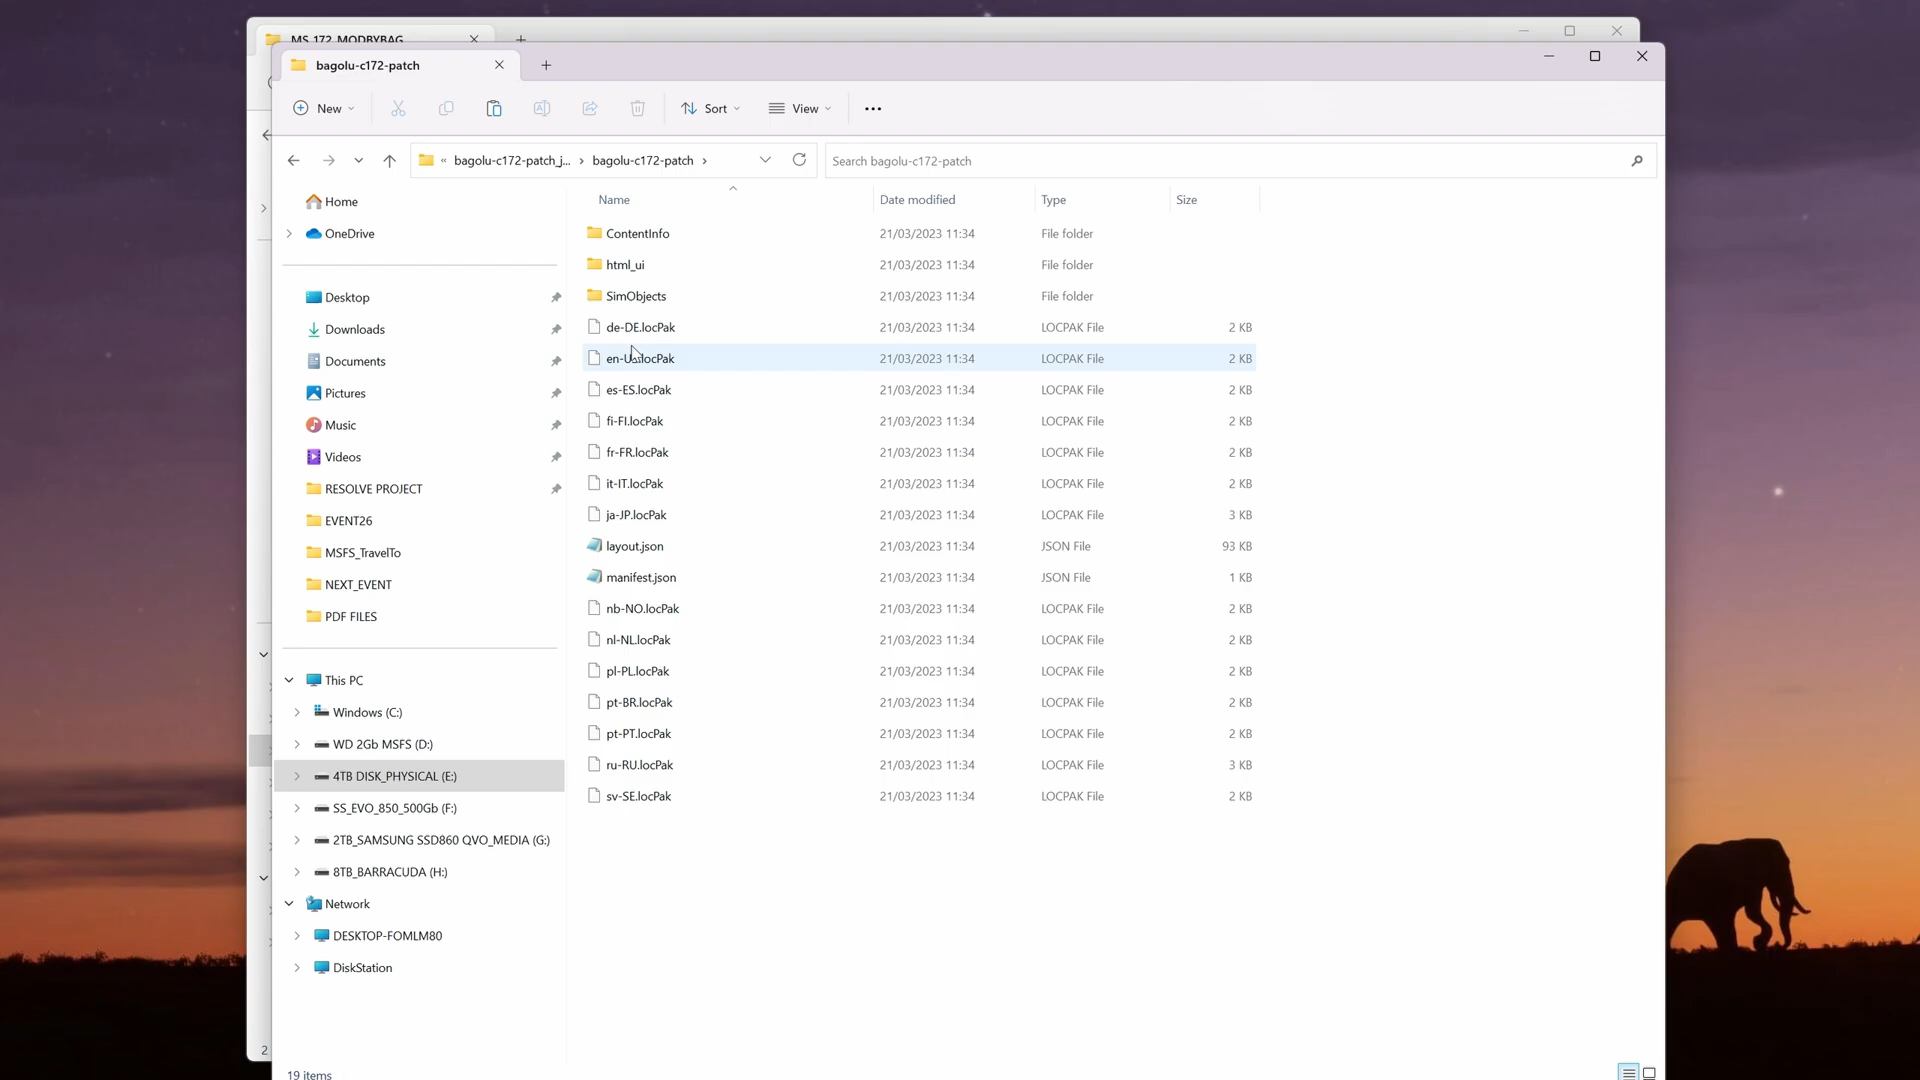 MS_172_MODBYBAG
bagolu-c172-patch
New
Sort
View
« bagolu-c172-patch_j... › bagolu-c172-patch ›
Search bagolu-c172-patch
Name Date modified Type Size
Home
OneDrive
Desktop
Downloads
Documents
Pictures
Music
Videos
RESOLVE PROJECT
EVENT26
MSFS_TravelTo
NEXT_EVENT
PDF FILES
This PC
Windows (C:)
WD 2Gb MSFS (D:)
4TB DISK_PHYSICAL (E:)
SS_EVO_850_500Gb (F:)
2TB_SAMSUNG SSD860 QVO_MEDIA (G:)
8TB_BARRACUDA (H:)
Network
DESKTOP-FOMLM80
DiskStation
ContentInfo 21/03/2023 11:34 File folder
html_ui 21/03/2023 11:34 File folder
SimObjects 21/03/2023 11:34 File folder
de-DE.locPak 21/03/2023 11:34 LOCPAK File 2 KB
21/03/2023 11:34 LOCPAK File 2 KB
es-ES.locPak 21/03/2023 11:34 LOCPAK File 2 KB
fi-FI.locPak 21/03/2023 11:34 LOCPAK File 2 KB
fr-FR.locPak 21/03/2023 11:34 LOCPAK File 2 KB
it-IT.locPak 21/03/2023 11:34 LOCPAK File 2 KB
ja-JP.locPak 21/03/2023 11:34 LOCPAK File 3 KB
layout.json 21/03/2023 11:34 JSON File 93 KB
manifest.json 21/03/2023 11:34 JSON File 1 KB
nb-NO.locPak 21/03/2023 11:34 LOCPAK File 2 KB
nl-NL.locPak 21/03/2023 11:34 LOCPAK File 2 KB
pl-PL.locPak 21/03/2023 11:34 LOCPAK File 2 KB
pt-BR.locPak 21/03/2023 11:34 LOCPAK File 2 KB
pt-PT.locPak 21/03/2023 11:34 LOCPAK File 2 KB
ru-RU.locPak 21/03/2023 11:34 LOCPAK File 3 KB
sv-SE.locPak 21/03/2023 11:34 LOCPAK File 2 KB
2
19 items